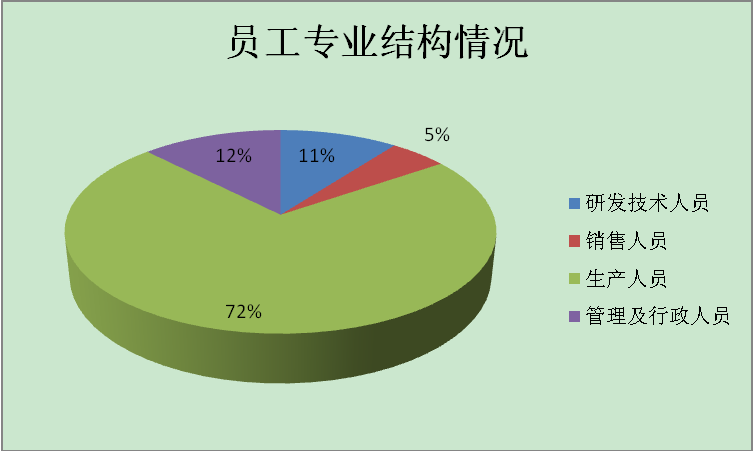 员工专业结构情况
5%
12%
11%
72%
研发技术人员
销售人员
生产人员
管理及行政人员